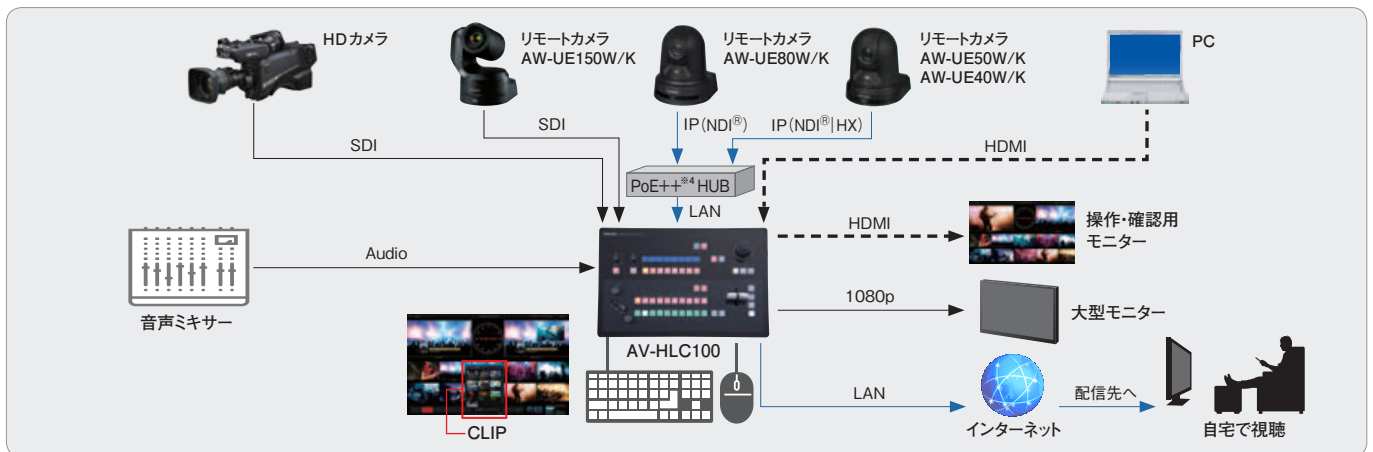 HDカメラ
リモートカメラ
AW-UE150W/K
リモートカメラ
AW-UE80W/K
リモートカメラ
AW-UE50W/K
AW-UE40W/K
PC
SDI
SDI
IP(NDI®)
IP(NDI®|HX)
HDMI
PoE++※4 HUB
LAN
HDMI
操作・確認用
モニター
Audio
1080p
音声ミキサー
大型モニター
AV-HLC100
LAN
配信先へ
CLIP
インターネット
自宅で視聴